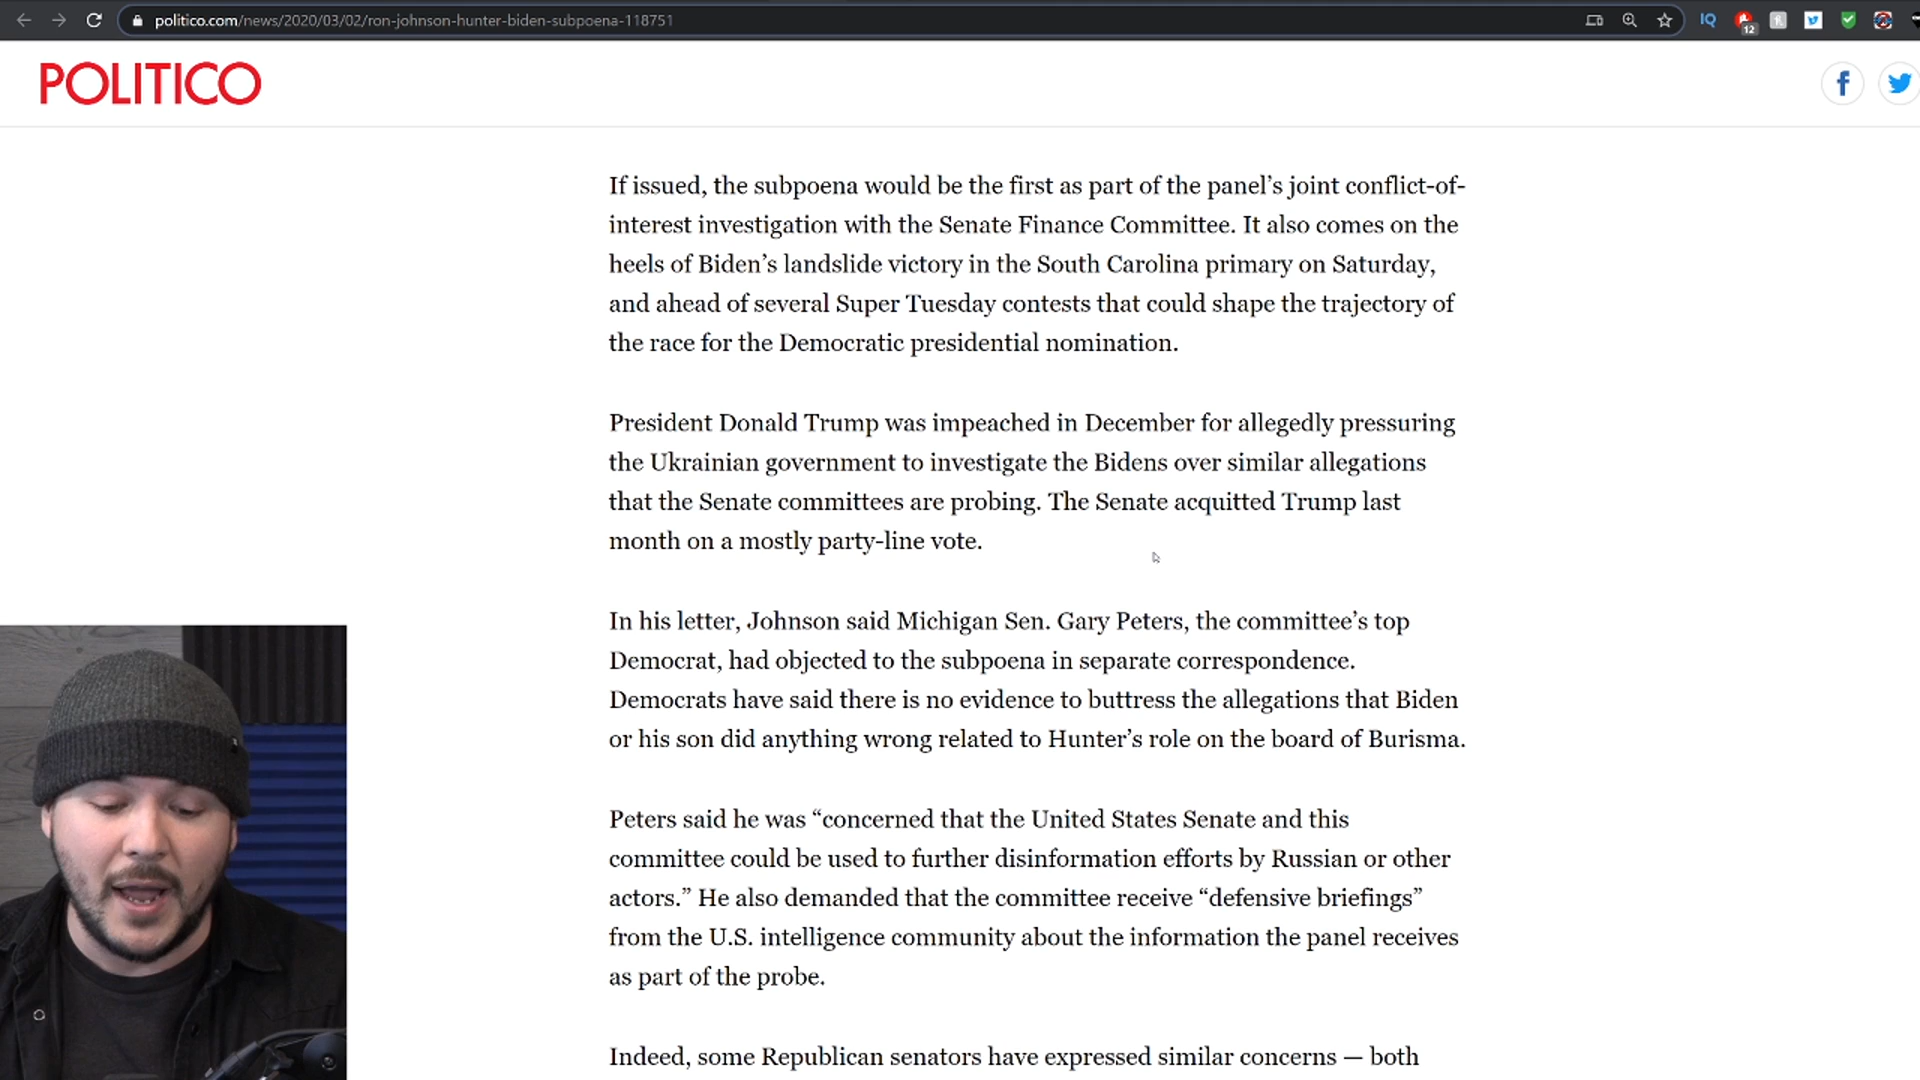 politico.com/news/2020/03/02/ron-johnson-hunter-biden-subpoena-118751
IQ
12
POLITICO
If issued, the subpoena would be the first as part of the panel’s joint conflict-of-
interest investigation with the Senate Finance Committee. It also comes on the
heels of Biden’s landslide victory in the South Carolina primary on Saturday,
and ahead of several Super Tuesday contests that could shape the trajectory of
the race for the Democratic presidential nomination.
President Donald Trump was impeached in December for allegedly pressuring
the Ukrainian government to investigate the Bidens over similar allegations
that the Senate committees are probing. The Senate acquitted Trump last
month on a mostly party-line vote.
In his letter, Johnson said Michigan Sen. Gary Peters, the committee’s top
Democrat, had objected to the subpoena in separate correspondence.
Democrats have said there is no evidence to buttress the allegations that Biden
or his son did anything wrong related to Hunter’s role on the board of Burisma.
Peters said he was “concerned that the United States Senate and this
committee could be used to further disinformation efforts by Russian or other
actors.” He also demanded that the committee receive “defensive briefings”
from the U.S. intelligence community about the information the panel receives
as part of the probe.
Indeed, some Republican senators have expressed similar concerns — both